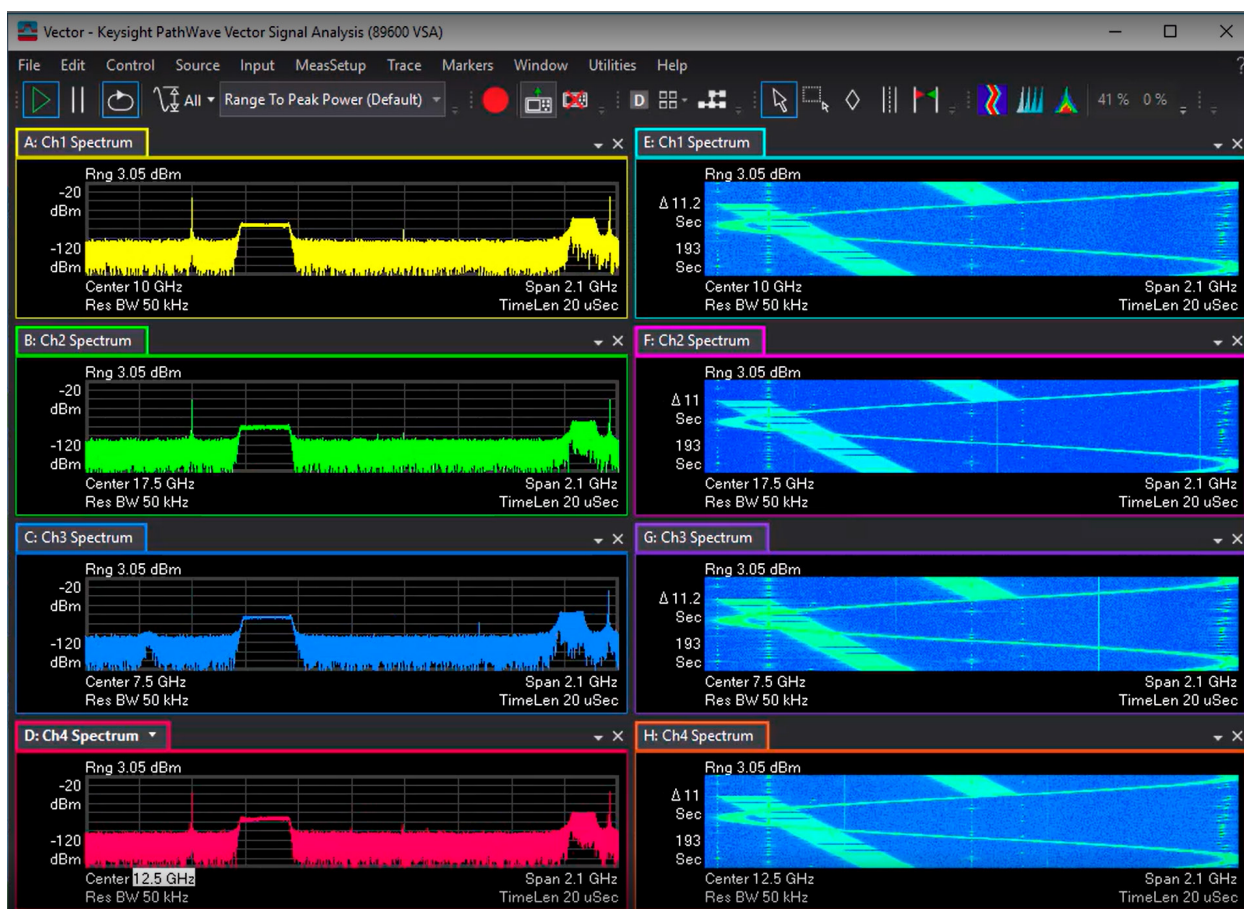 Vector - Keysight PathWave Vector Signal Analysis (89600 VSA)
File Edit Control Source Input MeasSetup Trace Markers Window Utilities Help ?
All Range To Peak Power (Default) D 41 % 0 %
A: Ch1 Spectrum
Rng 3.05 dBm
-20
dBm
-120
dBm
Center 10 GHz Span 2.1 GHz
Res BW 50 kHz TimeLen 20 uSec
E: Ch1 Spectrum
Rng 3.05 dBm
Δ 11.2
Sec
193
Sec
Center 10 GHz Span 2.1 GHz
Res BW 50 kHz TimeLen 20 uSec
B: Ch2 Spectrum
Rng 3.05 dBm
-20
dBm
-120
dBm
Center 17.5 GHz Span 2.1 GHz
Res BW 50 kHz TimeLen 20 uSec
F: Ch2 Spectrum
Rng 3.05 dBm
Δ 11
Sec
193
Sec
Center 17.5 GHz Span 2.1 GHz
Res BW 50 kHz TimeLen 20 uSec
C: Ch3 Spectrum
Rng 3.05 dBm
-20
dBm
-120
dBm
Center 7.5 GHz Span 2.1 GHz
Res BW 50 kHz TimeLen 20 uSec
G: Ch3 Spectrum
Rng 3.05 dBm
Δ 11.2
Sec
193
Sec
Center 7.5 GHz Span 2.1 GHz
Res BW 50 kHz TimeLen 20 uSec
D: Ch4 Spectrum
Rng 3.05 dBm
-20
dBm
-120
dBm
Center 12.5 GHz Span 2.1 GHz
Res BW 50 kHz TimeLen 20 uSec
H: Ch4 Spectrum
Rng 3.05 dBm
Δ 11
Sec
193
Sec
Center 12.5 GHz Span 2.1 GHz
Res BW 50 kHz TimeLen 20 uSec